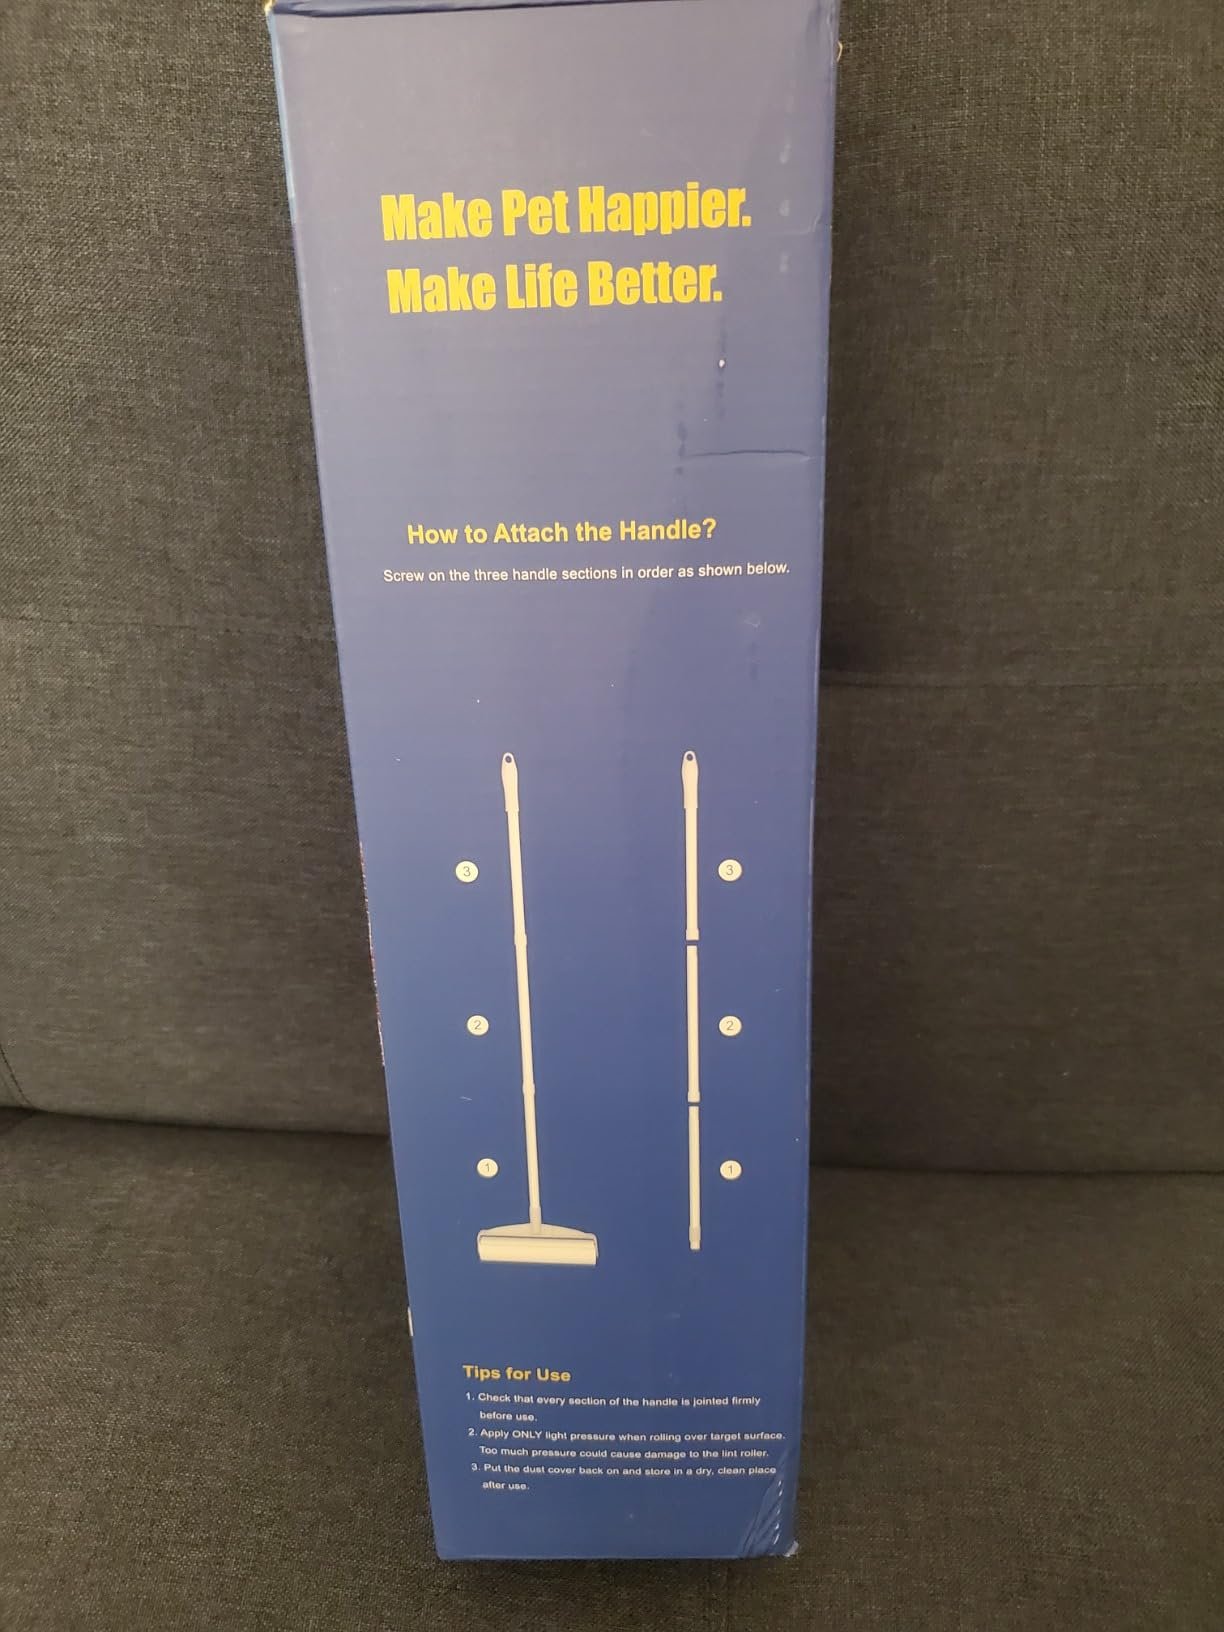 Make Pet Happier.
Make Life Better.
How to Attach the Handle?
Screw on the three handle sections in order as shown below.
3
3
2
2
1
1
Tips for Use
1. Check that every section of the handle is jointed firmly
before use.
2. Apply ONLY light pressure when rolling over target surface.
Too much pressure could cause damage to the lint roller.
3. Put the dust cover back on and store in a dry, clean place
after use.